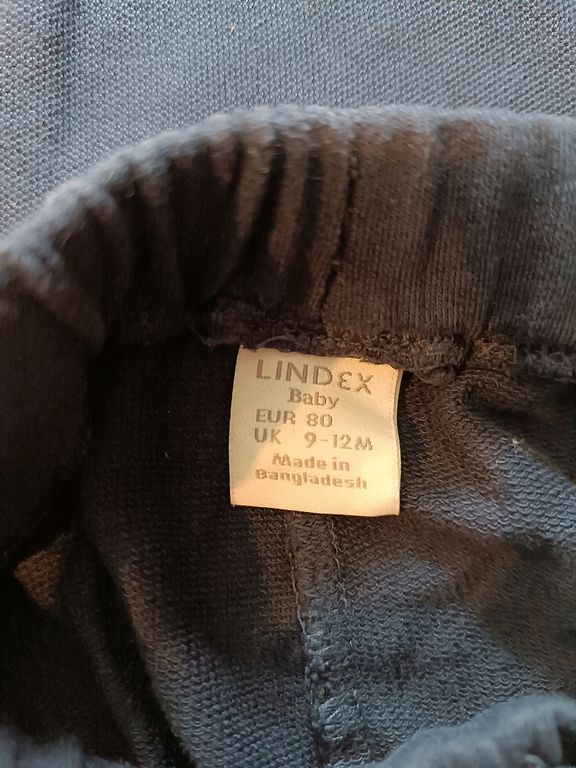 LINDEX
Baby
EUR 80
UK 9-12M
Made in
Bangladesh